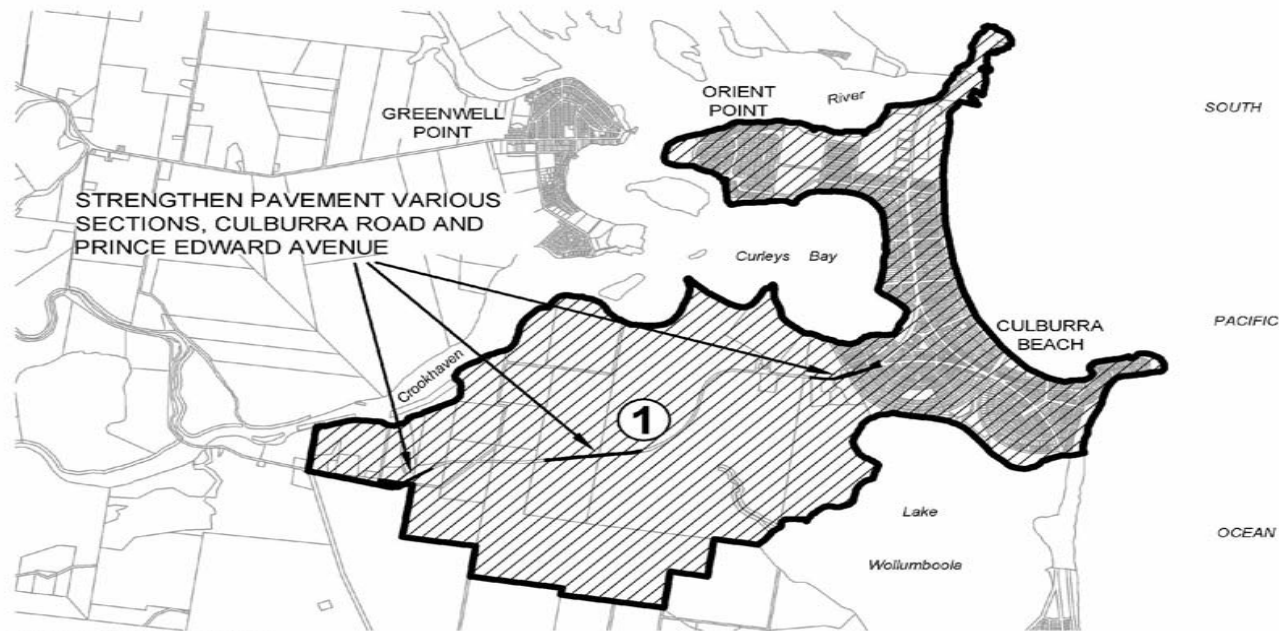 ORIENT
POINT
River
SOUTH
GREENWELL
POINT
STRENGTHEN PAVEMENT VARIOUS
SECTIONS, CULBURRA ROAD AND
PRINCE EDWARD AVENUE
Curleys Bay
PACIFIC
CULBURRA
BEACH
Crookhaven
1
Lake
Wollumboola
OCEAN